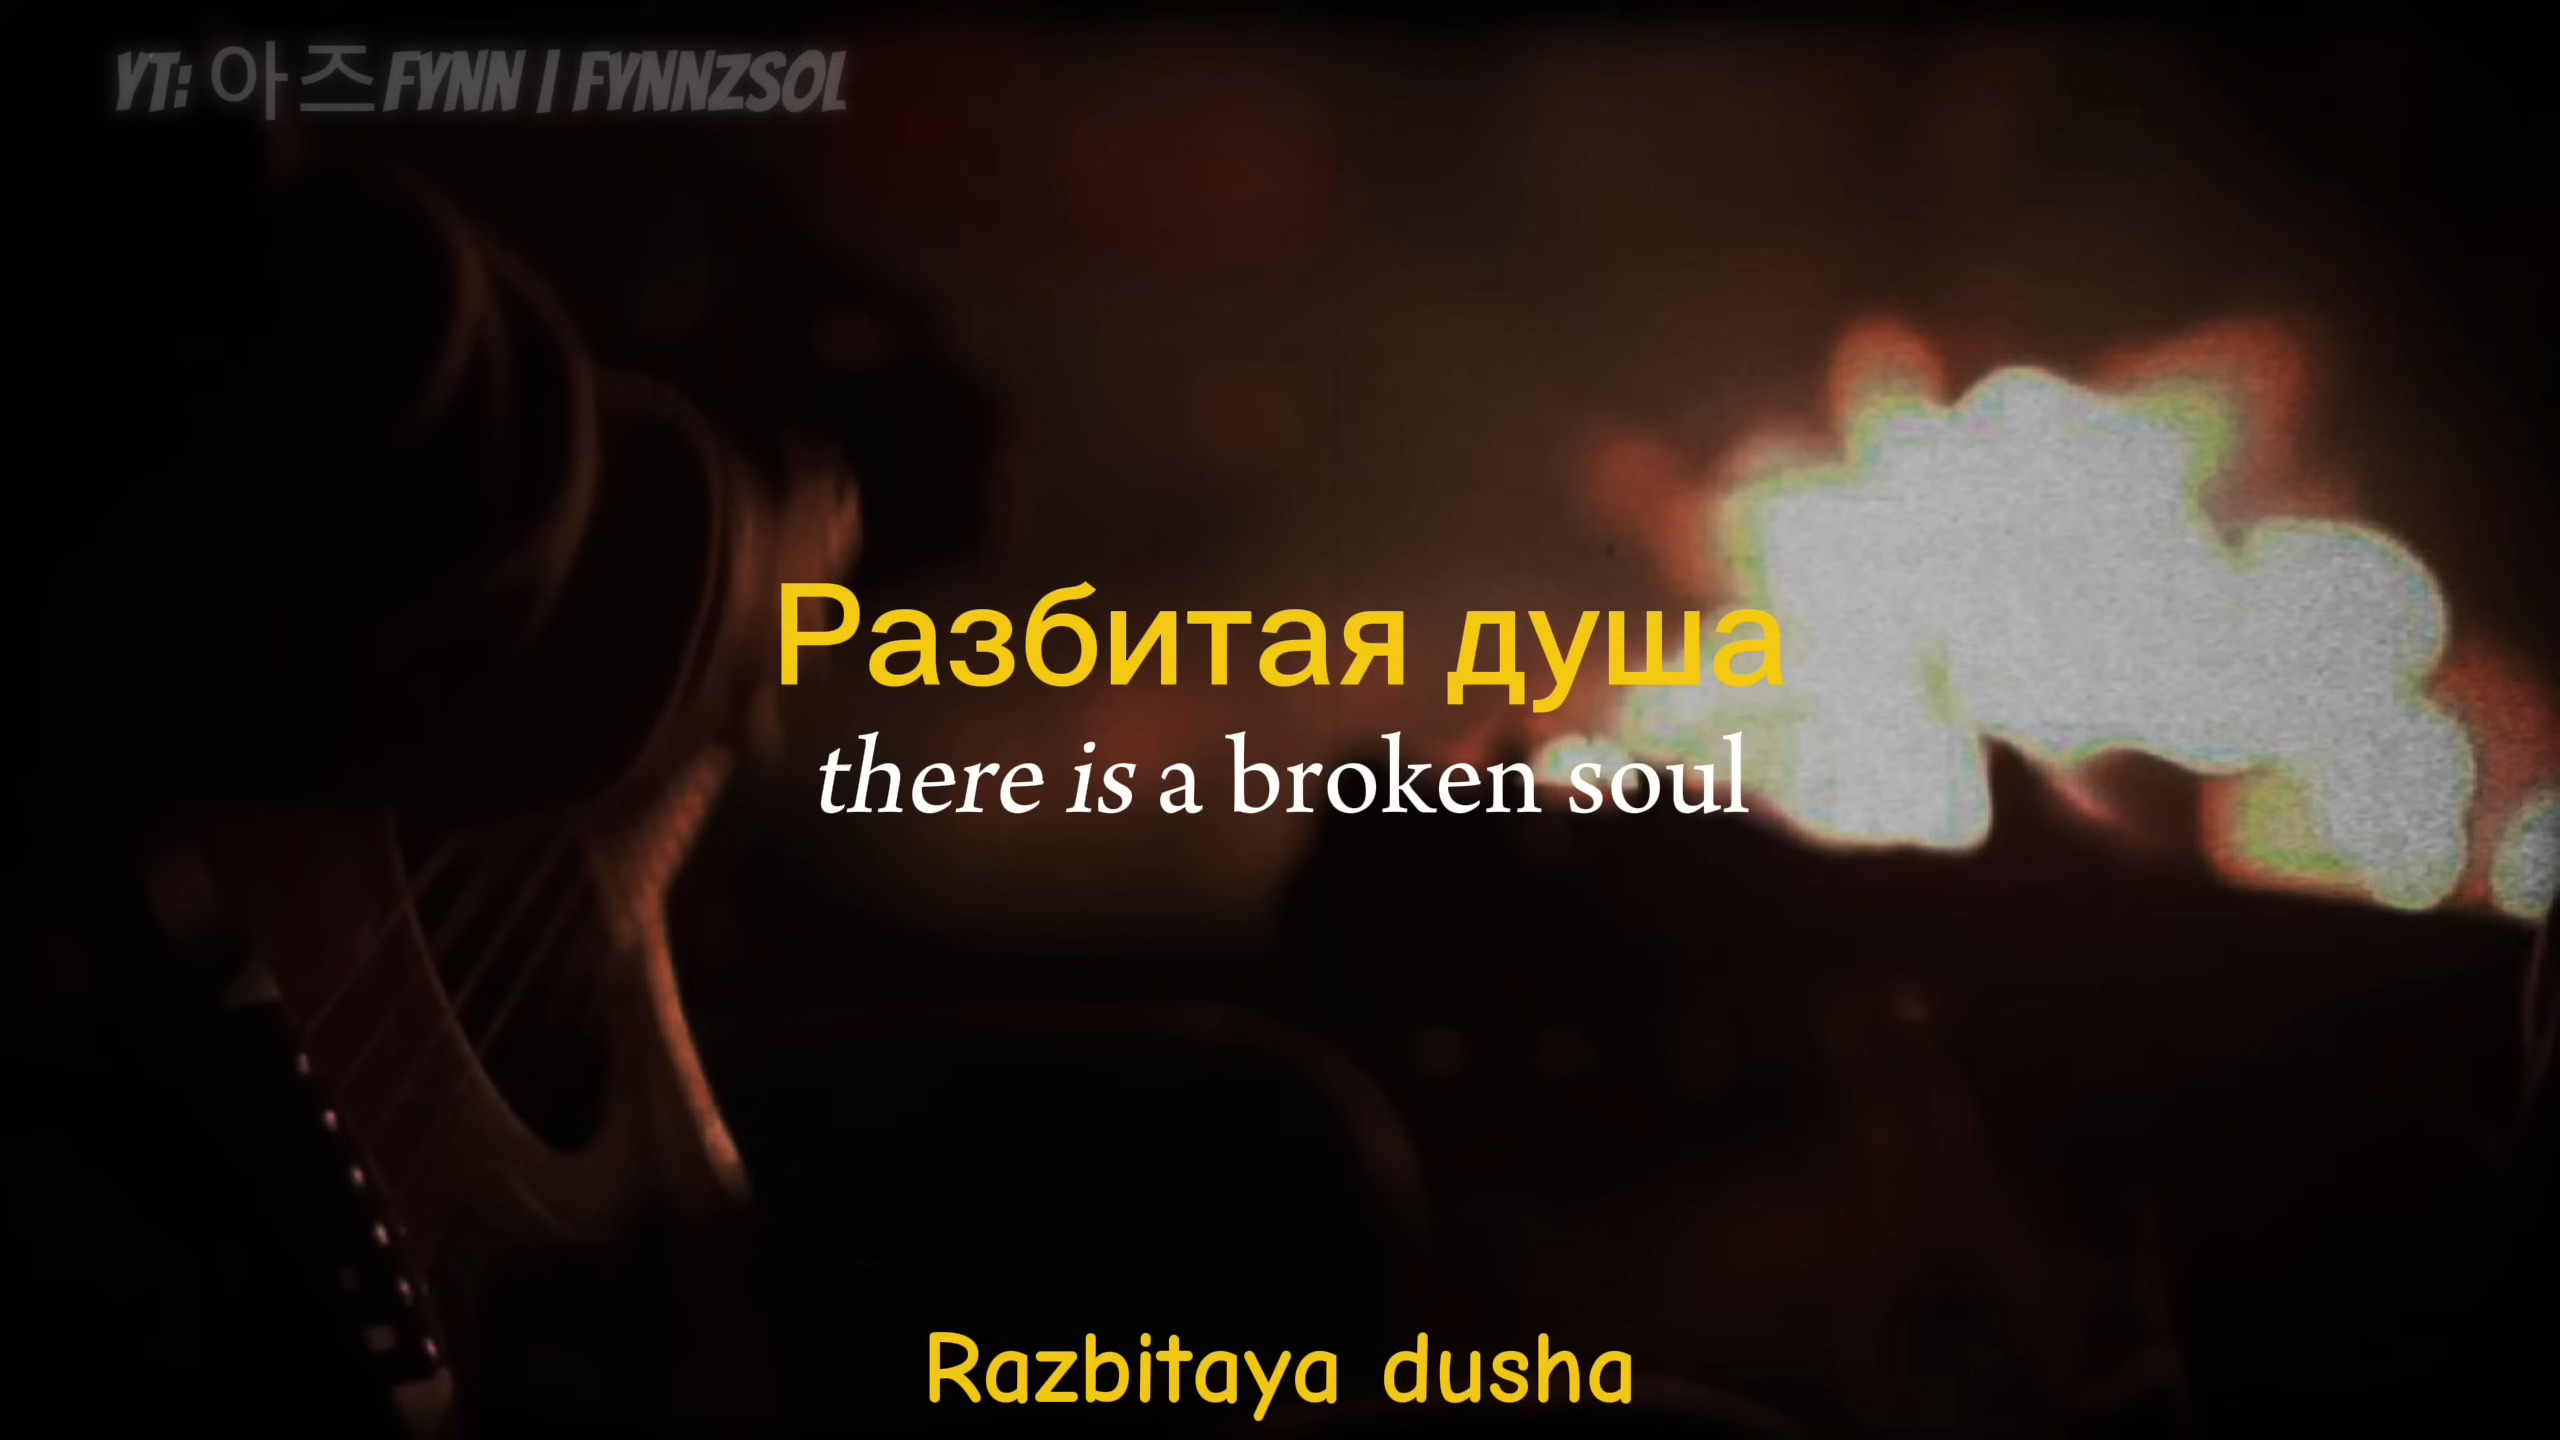 YT: 아즈FYNN | FYNNZSOL
Разбитая душа
there is a broken soul
Razbitaya dusha